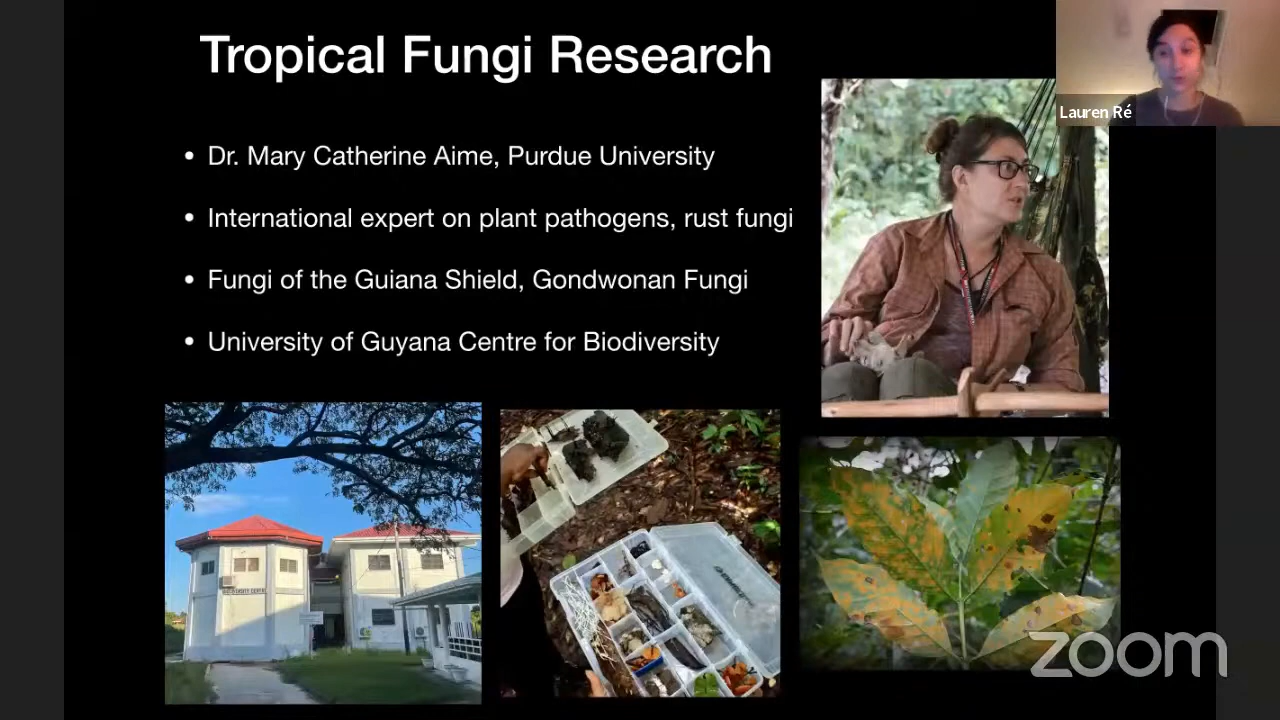 Tropical Fungi Research
Lauren Ré
• Dr. Mary Catherine Aime, Purdue University
• International expert on plant pathogens, rust fungi
• Fungi of the Guiana Shield, Gondwonan Fungi
• University of Guyana Centre for Biodiversity
zoom